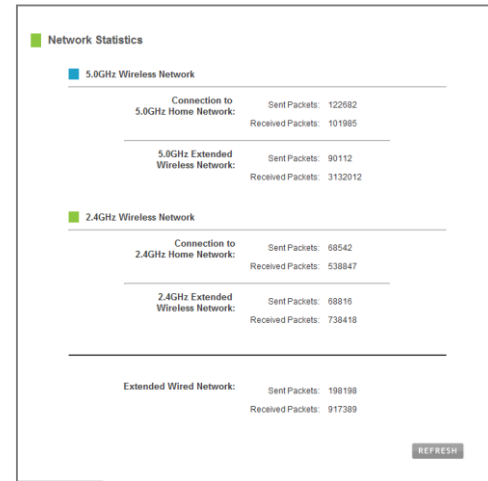 Network Statistics
5.0GHz Wireless Network
Connection to
5.0GHz Home Network:
Sent Packets: 122682
Received Packets: 101985
5.0GHz Extended
Wireless Network:
Sent Packets: 90112
Received Packets: 3132012
2.4GHz Wireless Network
Connection to
2.4GHz Home Network:
Sent Packets: 68542
Received Packets: 538847
2.4GHz Extended
Wireless Network:
Sent Packets: 68816
Received Packets: 738418
Extended Wired Network:
Sent Packets: 198198
Received Packets: 917389
REFRESH